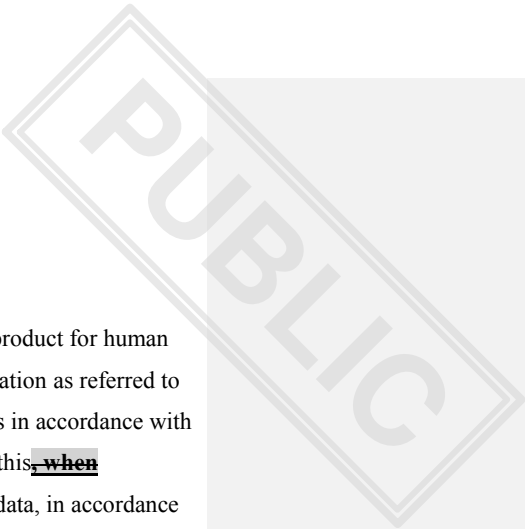 PUBLIC
product for human
ation as referred to
s in accordance with
this, when
data, in accordance